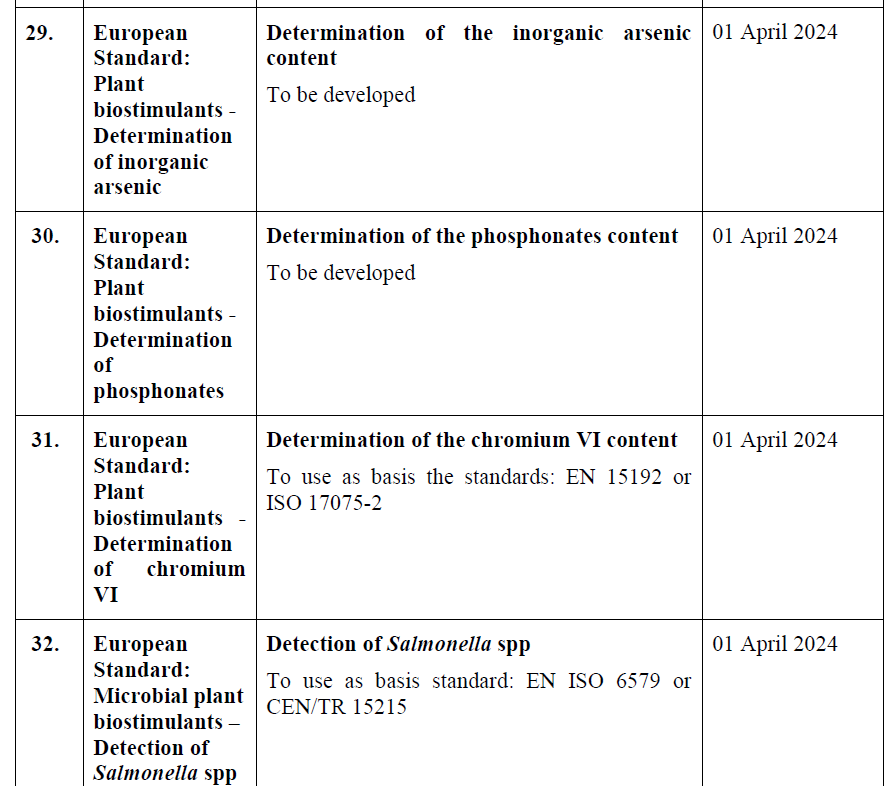 29.
European
Standard:
Plant
biostimulants -
Determination
of inorganic
arsenic
Determination of the inorganic arsenic
content
To be developed
01 April 2024
30.
European
Standard:
Plant
biostimulants -
Determination
of
phosphonates
Determination of the phosphonates content
To be developed
01 April 2024
31.
European
Standard:
Plant
biostimulants -
Determination
of chromium
VI
Determination of the chromium VI content
To use as basis the standards: EN 15192 or
ISO 17075-2
01 April 2024
32.
European
Standard:
Microbial plant
biostimulants –
Detection of
Salmonella spp
Detection of Salmonella spp
To use as basis standard: EN ISO 6579 or
CEN/TR 15215
01 April 2024